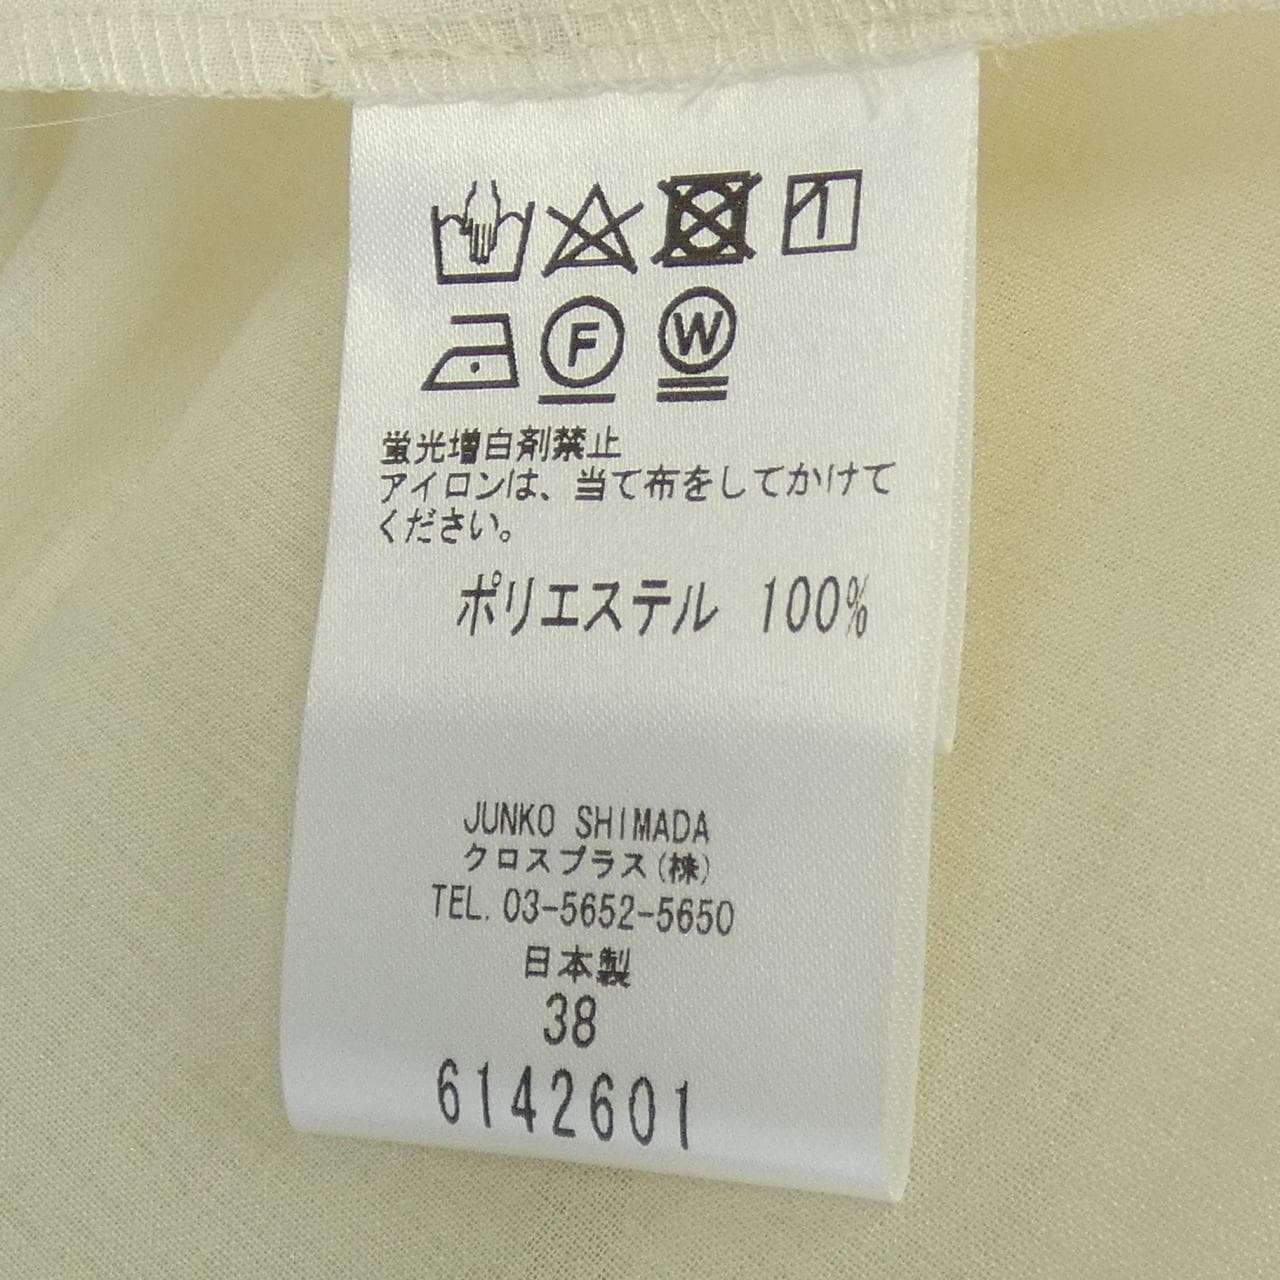 F W
蛍光増白剤禁止
アイロンは、当て布をしてかけて
ください。
ポリエステル 100%
JUNKO SHIMADA
クロスプラス(株)
TEL. 03-5652-5650
日本製
38
6142601